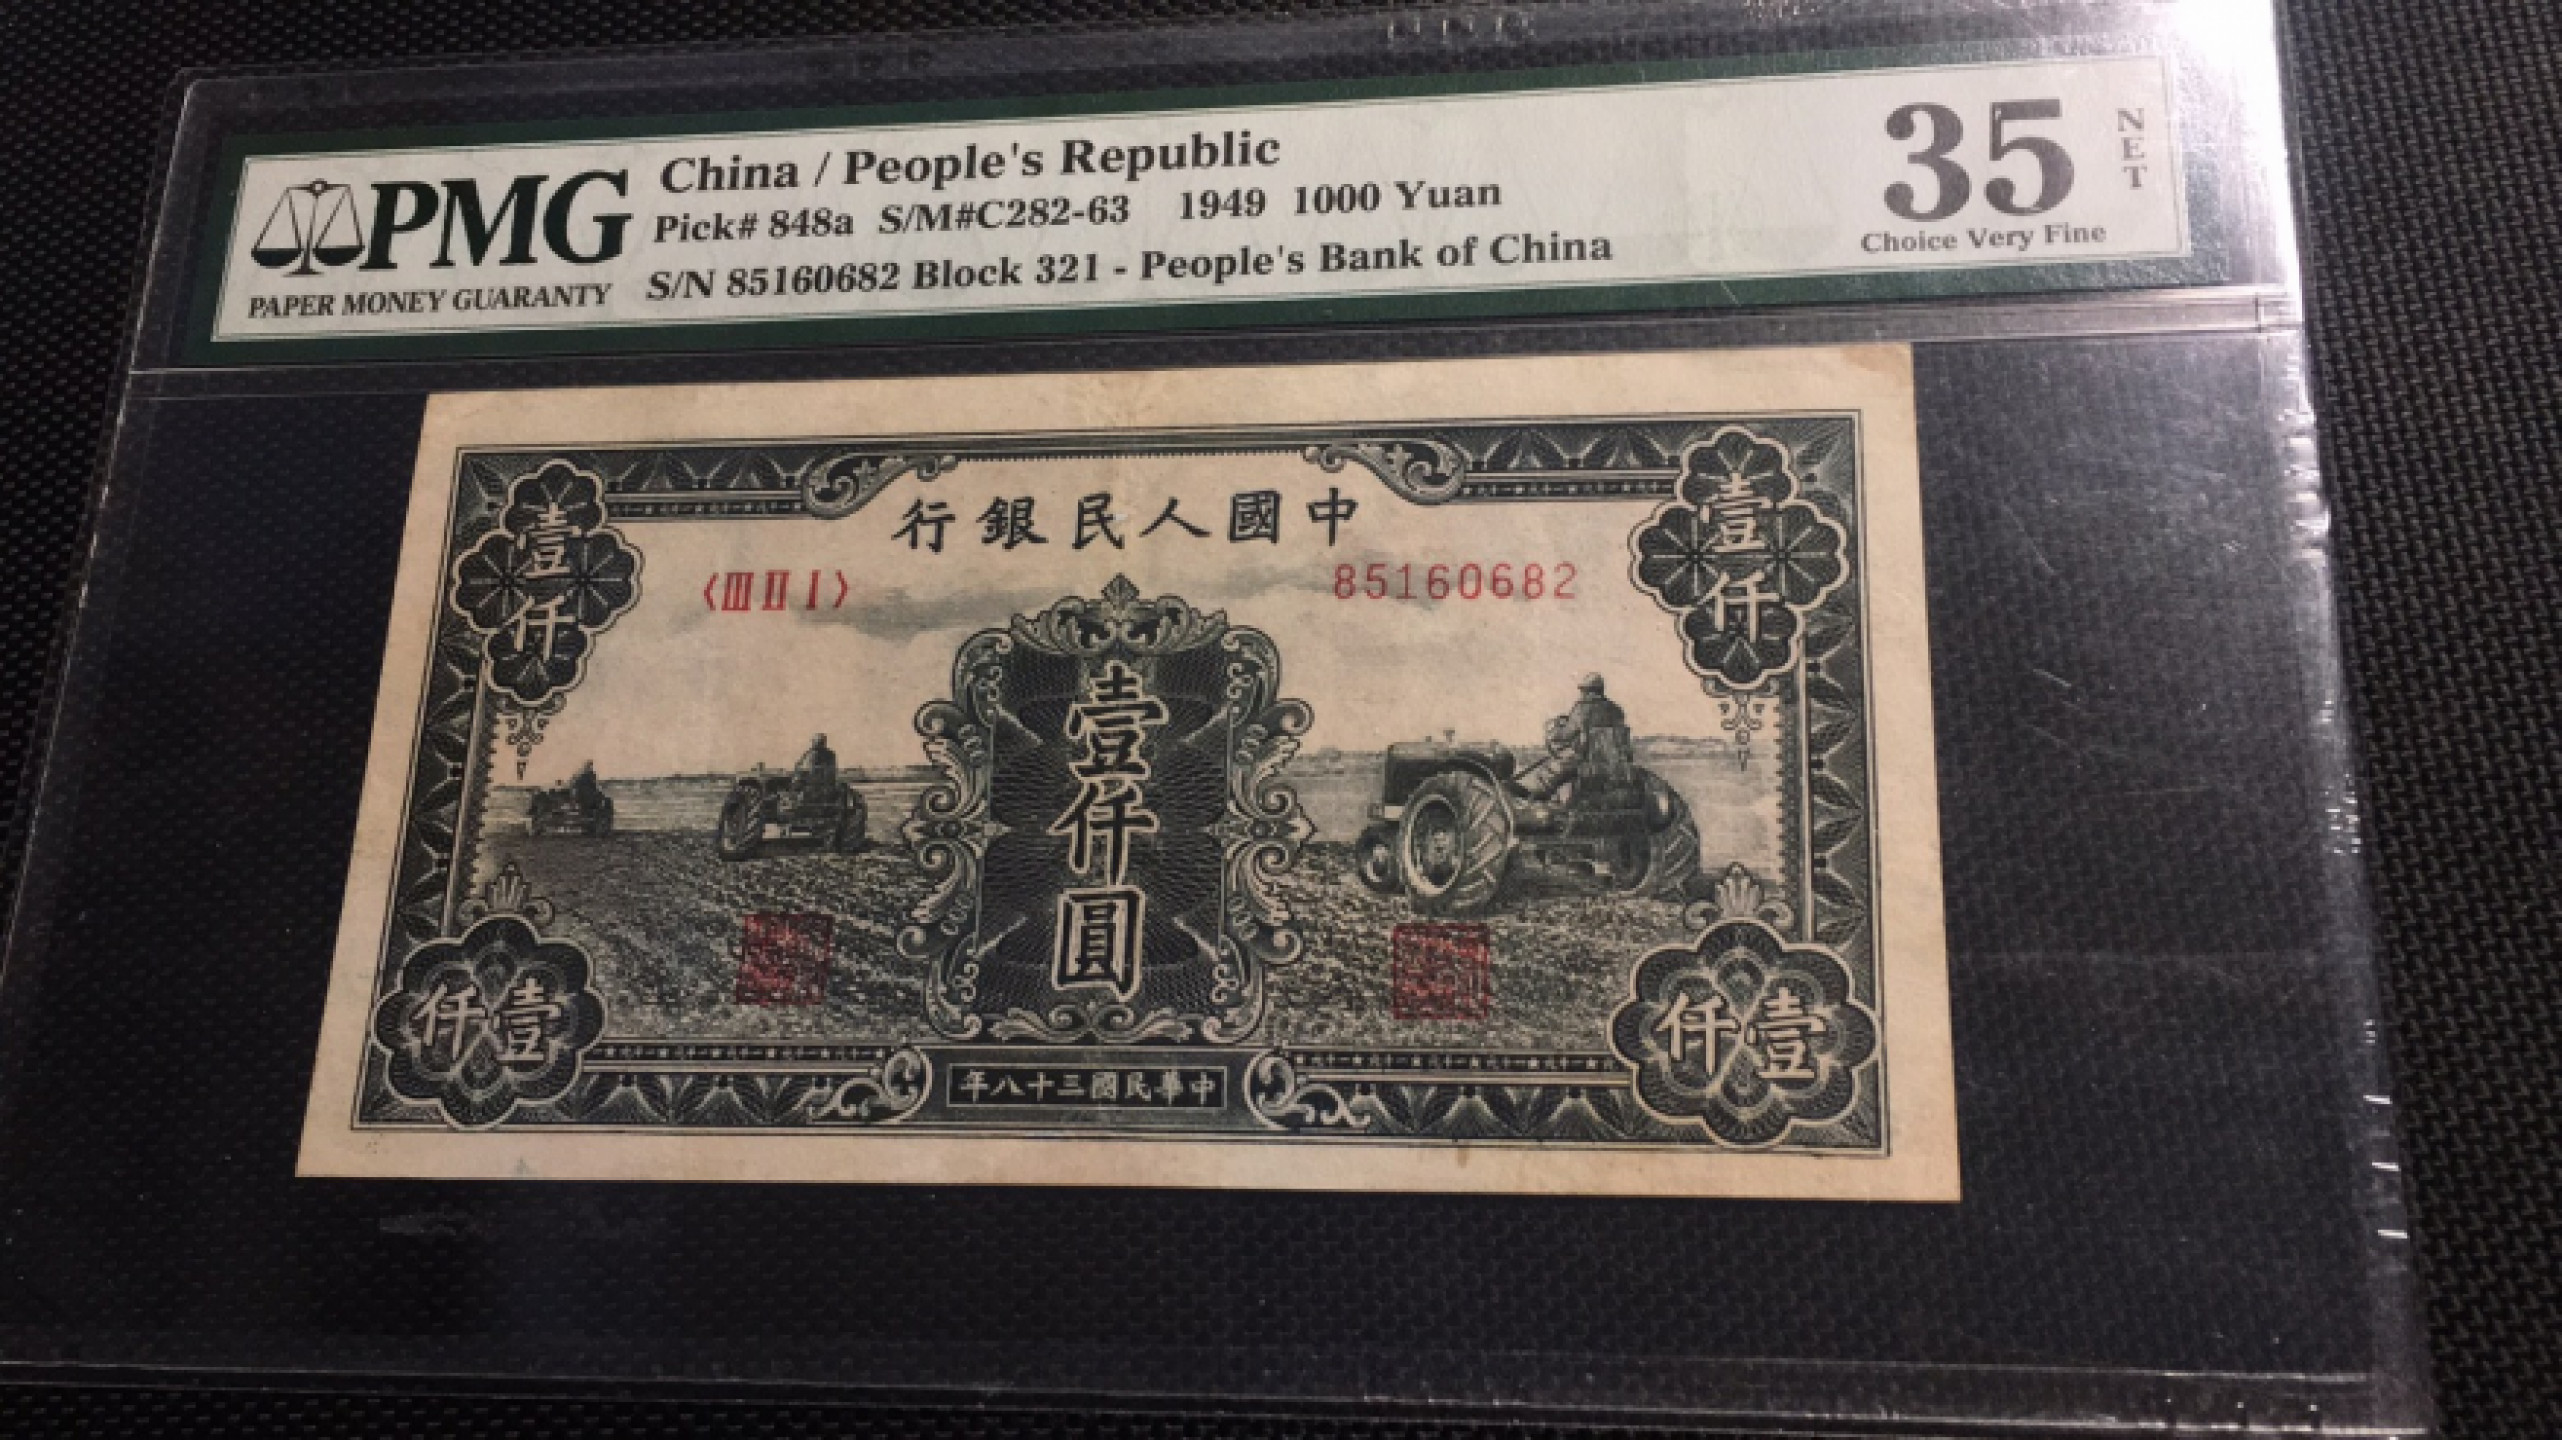 PMG
PAPER MONEY GUARANTY
China / People's Republic
Pick# 848a S/M#C282-63 1949 1000 Yuan
S/N 85160682 Block 321 - People's Bank of China
35
NET
Choice Very Fine
行銀民人國中
〈III II I〉 85160682
壹仟
壹仟
壹仟圓
仟壹
仟壹
年八十三國民華中